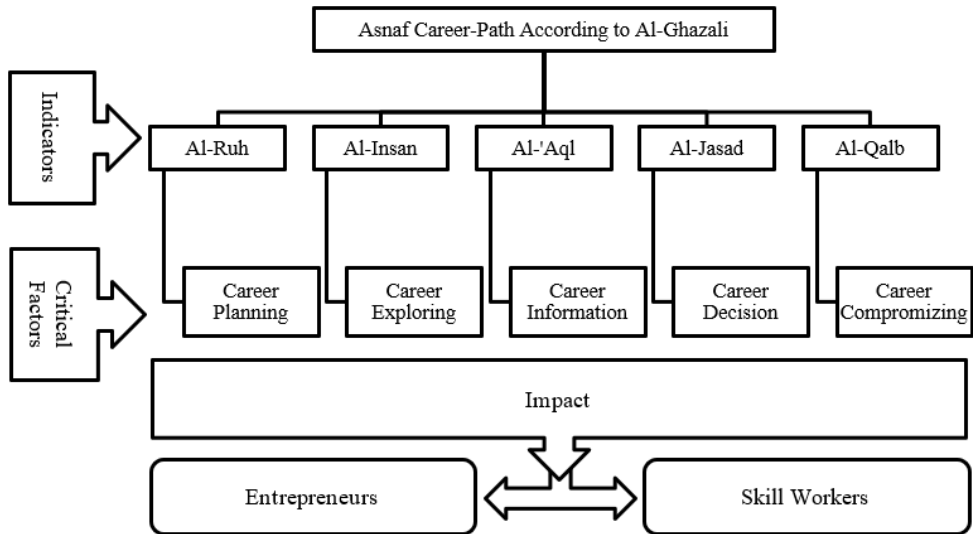 Asnaf Career-Path According to Al-Ghazali
Indicators
Al-Ruh
Al-Insan
Al-'Aql
Al-Jasad
Al-Qalb
Critical
Factors
Career
Planning
Career
Exploring
Career
Information
Career
Decision
Career
Compromizing
Impact
Entrepreneurs
Skill Workers